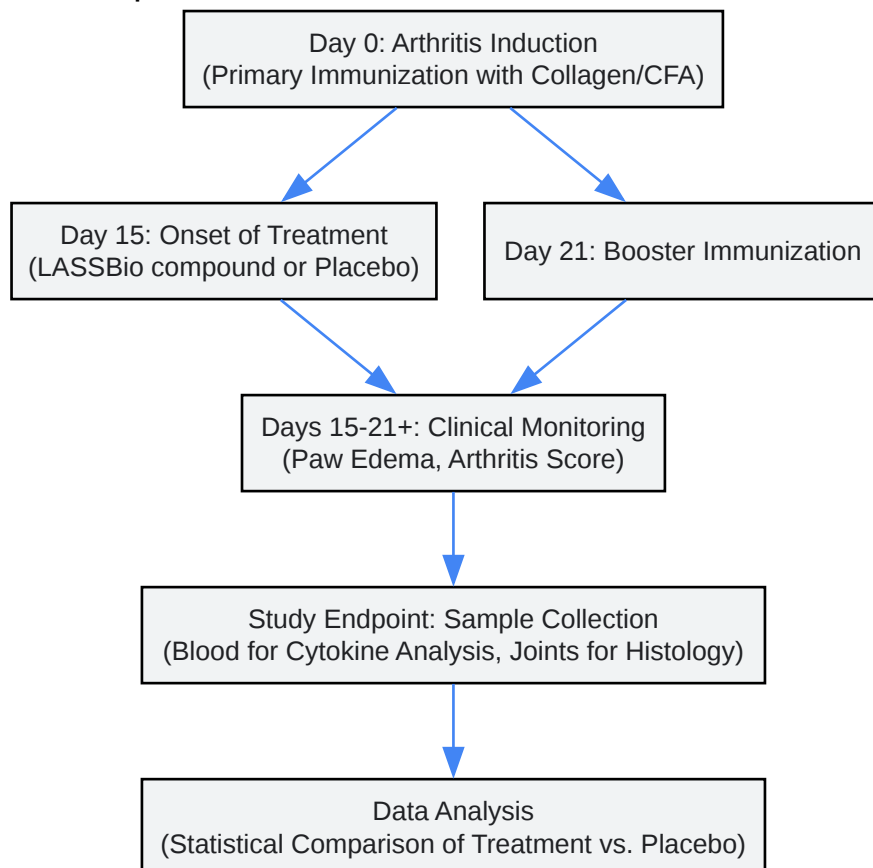 Day 0: Arthritis Induction
(Primary Immunization with Collagen/CFA)
Day 15: Onset of Treatment
(LASSBio compound or Placebo)
Day 21: Booster Immunization
Days 15-21+: Clinical Monitoring
(Paw Edema, Arthritis Score)
Study Endpoint: Sample Collection
(Blood for Cytokine Analysis, Joints for Histology)
Data Analysis
(Statistical Comparison of Treatment vs. Placebo)